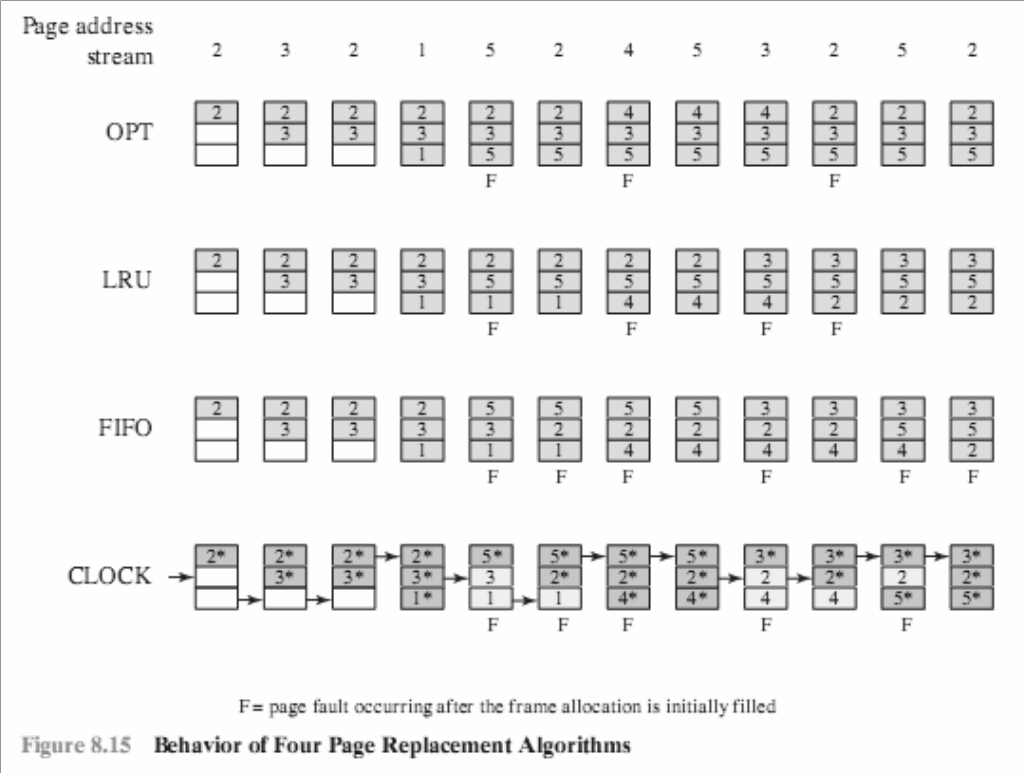 Page address
stream 2 3 2 1 5 2 4 5 3 2 5 2
2 2 2 2 2 2 4 4 4 2 2 2
OPT 3 3 3 3 3 3 3 3 3 3 3
1 5 5 5 5 5 5 5 5
F F F
2 2 2 2 2 2 2 2 3 3 3 3
LRU 3 3 3 5 5 5 5 5 5 5 5
1 1 1 4 4 4 2 2 2
F F F F
2 2 2 2 5 5 5 5 3 3 3 3
FIFO 3 3 3 3 2 2 2 2 2 5 5
1 1 1 4 4 4 4 4 2
F F F F F F
2* 2* 2* 2* 5* 5* 5* 5* 3* 3* 3* 3*
CLOCK 3* 3* 3* 3 2* 2* 2* 2 2* 2 2*
1* 1 1 4* 4* 4 4 5* 5*
F F F F F
F= page fault occurring after the frame allocation is initially filled
Figure 8.15 Behavior of Four Page Replacement Algorithms